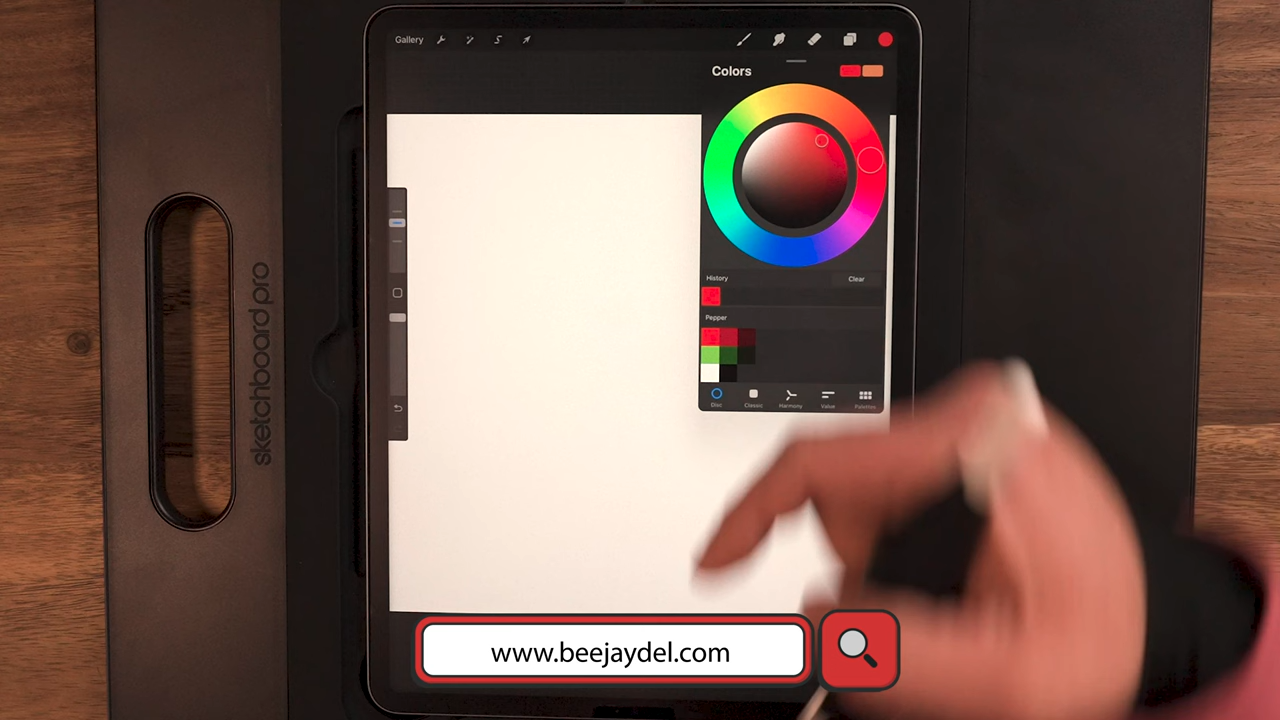 Gallery
Colors
History
Clear
Pepper
Disc
Classic
Harmony
Value
Palettes
sketchboard pro
www.beejaydel.com